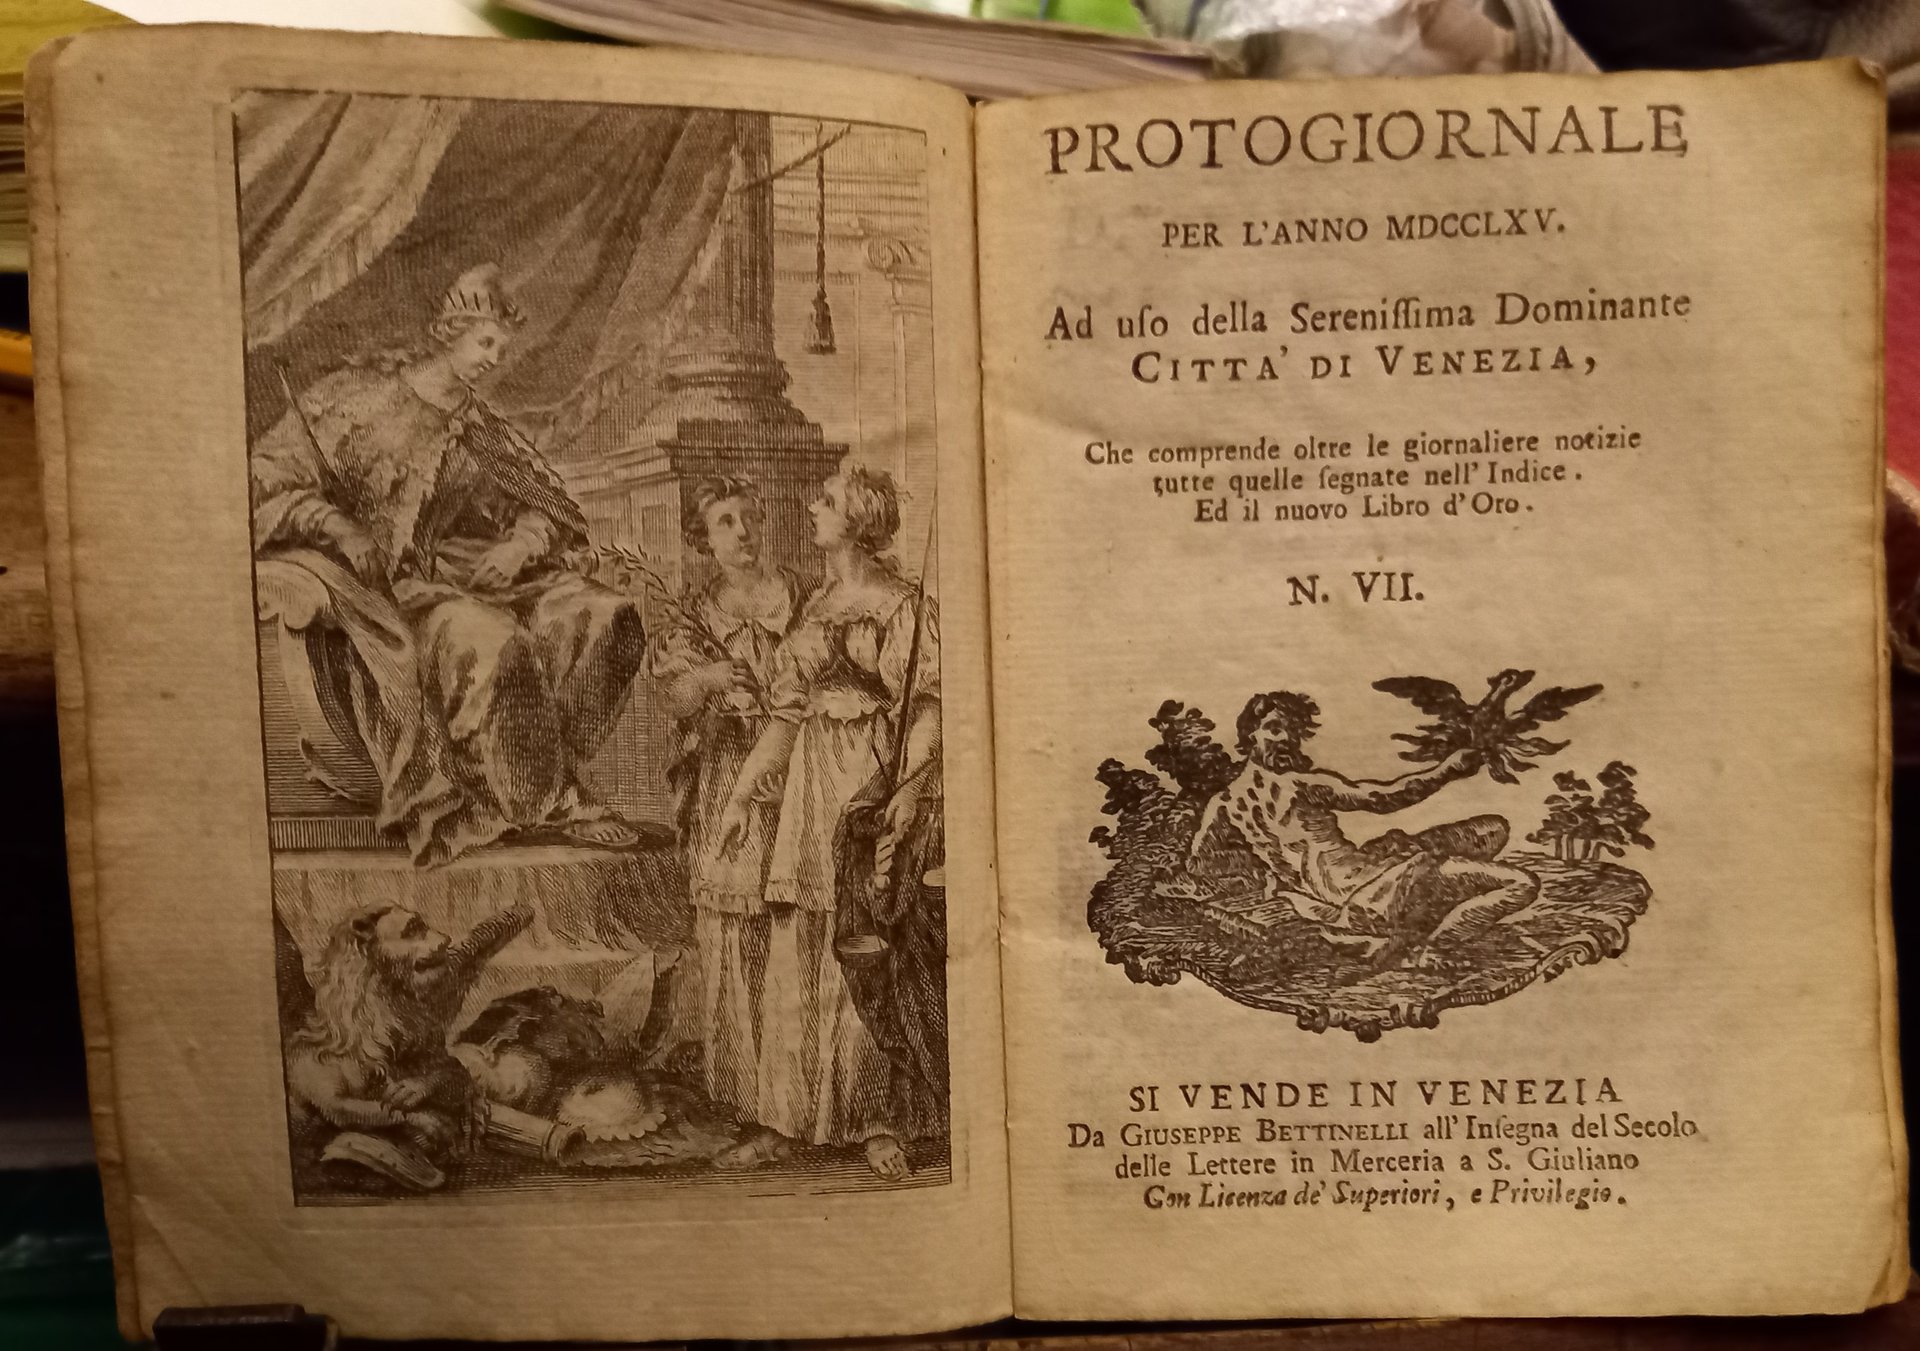 PROTOGIORNALE
PER L'ANNO MDCCLXV.
Ad uſo della Sereniſſima Dominante
CITTA' DI VENEZIA,
Che comprende oltre le giornaliere notizie
tutte quelle ſegnate nell' Indice.
Ed il nuovo Libro d'Oro.
N. VII.
SI VENDE IN VENEZIA
Da GIUSEPPE BETTINELLI all' Inſegna del Secolo
delle Lettere in Merceria a S. Giuliano
Con Licenza de' Superiori, e Privilegio.